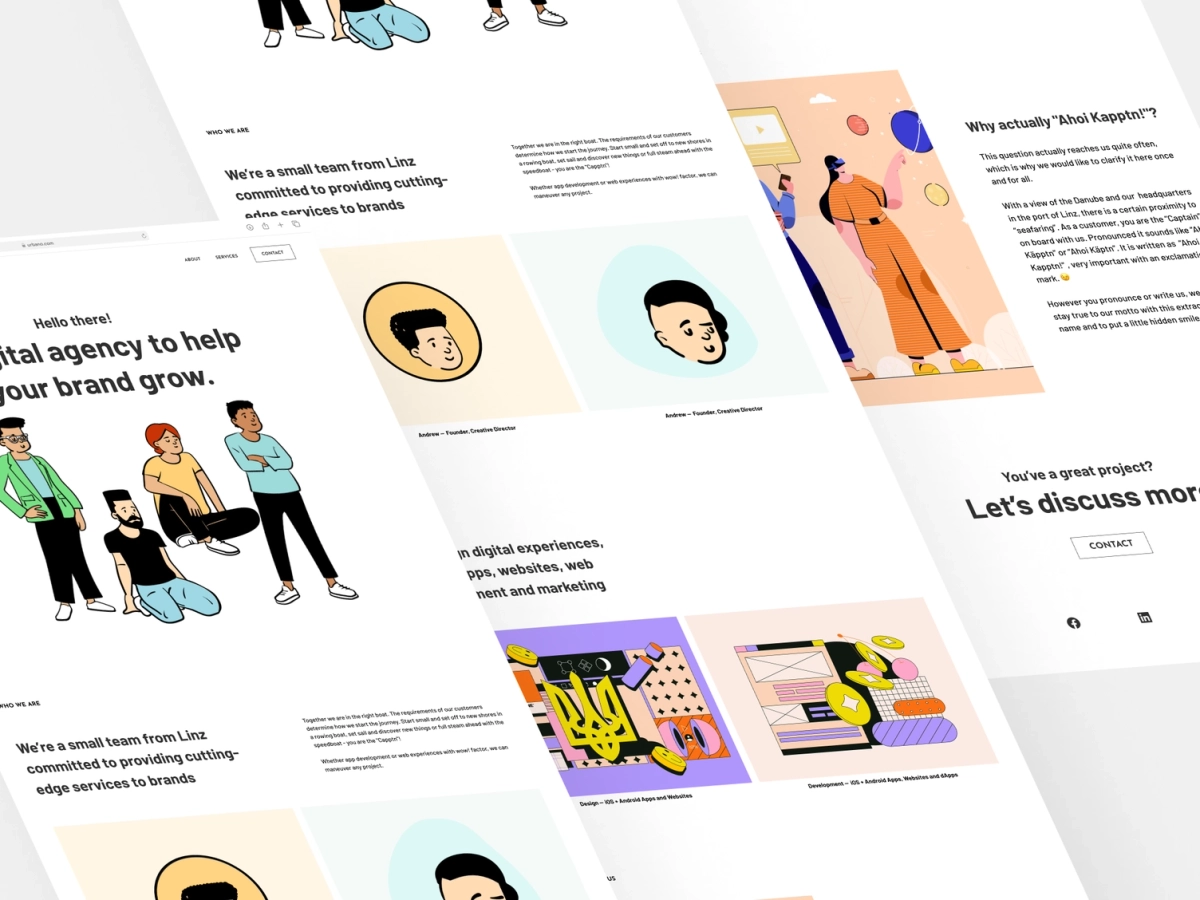 WHO WE ARE
We're a small team from Linz
committed to providing cutting-
edge services to brands
Together we are in the right boat. The requirements of our customers
determine how we start the journey. Start small and set off to new shores in
a rowing boat, set sail and discover new things or full steam ahead with the
speedboat – you are the "Capptn"!
Whether app development or web experiences with wow! factor, we can
maneuver any project.
ABOUT
SERVICES
CONTACT
Hello there!
ital agency to help
your brand grow.
WHO WE ARE
We're a small team from Linz
committed to providing cutting-
edge services to brands
Together we are in the right boat. The requirements of our customers
determine how we start the journey. Start small and set off to new shores in
a rowing boat, set sail and discover new things or full steam ahead with the
speedboat – you are the "Capptn"!
Whether app development or web experiences with wow! factor, we can
maneuver any project.
Andrew — Founder, Creative Director
Andrew — Founder, Creative Director
n digital experiences,
pps, websites, web
ment and marketing
Design — iOS + Android Apps and Websites
Development — iOS + Android Apps, Websites and dApps
US
Why actually "Ahoi Kapptn!"?
This question actually reaches us quite often,
which is why we would like to clarify it here once
and for all.
With a view of the Danube and our headquarters
in the port of Linz, there is a certain proximity to
"seafaring". As a customer, you are the "Captain"
on board with us. Pronounced it sounds like "A
Käpptn" or "Ahoi Käptn". It is written as "Ahoi
Kapptn!" , very important with an exclamati
mark.😉
However you pronounce or write us, we
stay true to our motto with this extrac
name and to put a little hidden smile
You've a great project?
Let's discuss more
CONTACT